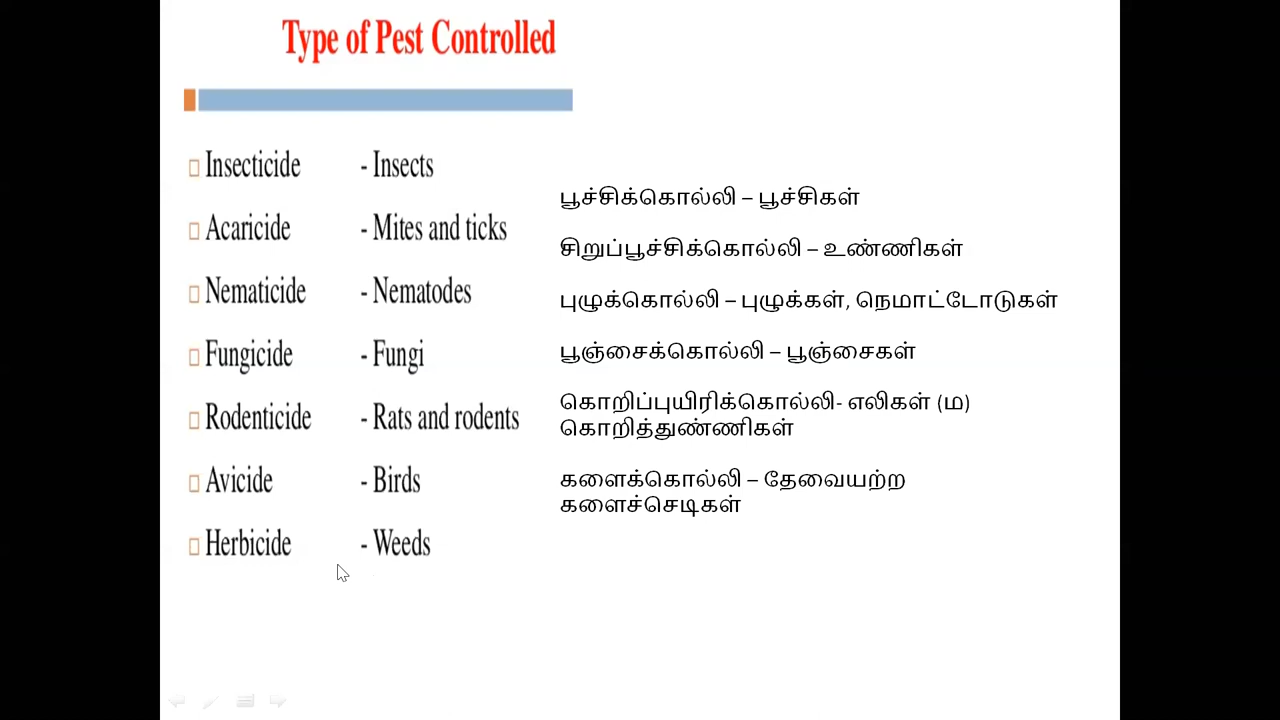 Type of Pest Controlled
Insecticide - Insects
Acaricide - Mites and ticks
Nematicide - Nematodes
Fungicide - Fungi
Rodenticide - Rats and rodents
Avicide - Birds
Herbicide - Weeds
பூச்சிக்கொல்லி – பூச்சிகள்
சிறுப்பூச்சிக்கொல்லி – உண்ணிகள்
புழுக்கொல்லி – புழுக்கள், நெமாட்டோடுகள்
பூஞ்சைக்கொல்லி – பூஞ்சைகள்
கொறிப்புயிரிக்கொல்லி- எலிகள் (ம)
கொறித்துண்ணிகள்
களைக்கொல்லி – தேவையற்ற
களைச்செடிகள்